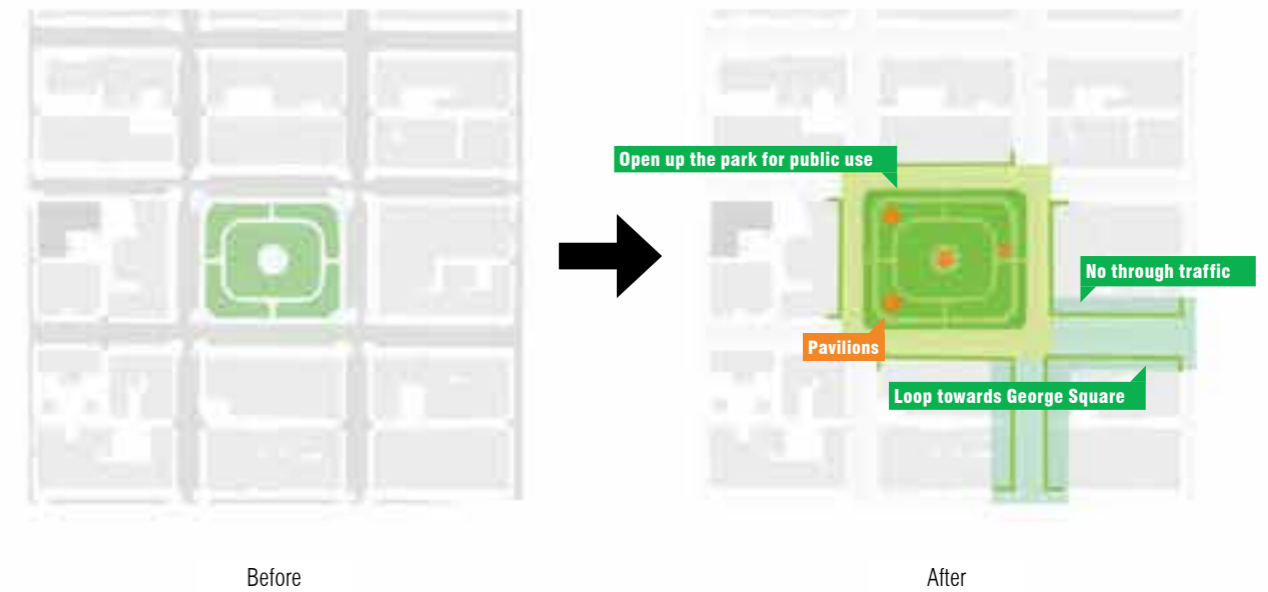 Open up the park for public use
No through traffic
Pavilions
Loop towards George Square
Before
After